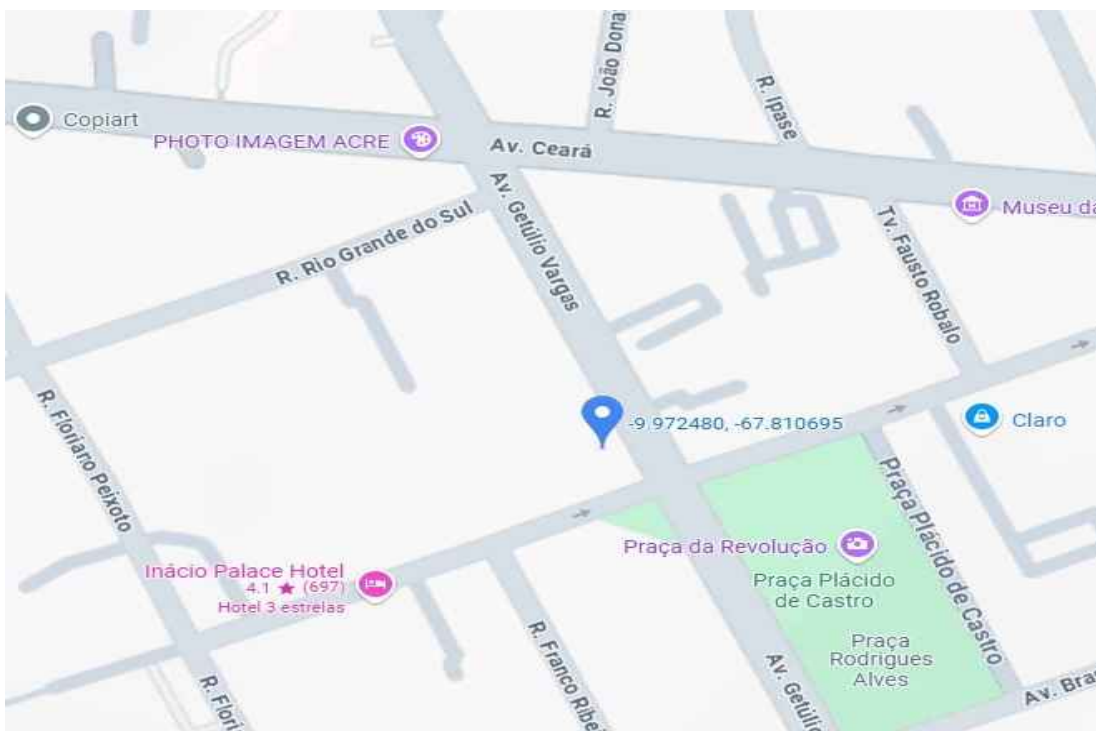 R. João Dona
R. Ipase
Copiart
PHOTO IMAGEM ACRE
Av. Ceará
Av. Getúlio Vargas
Museu da
R. Rio Grande do Sul
Tv. Fausto Robalo
R. Floriaro Peixoto
-9.972480, -67.810695
Claro
Praça Plácido de Castro
Praça da Revolução
Inácio Palace Hotel
4.1 ★ (697)
Hotel 3 estrelas
Praça Plácido
de Castro
Praça
Rodrigues
Alves
R. Flori
R. Franco Ribe
Av. Getúlio
Av. Bra